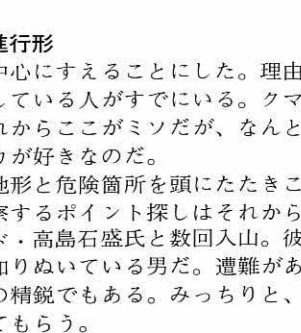 進行形
中心にすえることにした。理由
している人がすでにいる。クマ
れからここがミソだが、なんと
カが好きなのだ。
地形と危険箇所を頭にたたきこ
察するポイント探しはそれから
ド・高島石盛氏と数回入山。彼
知りぬいている男だ。遭難があ
の精鋭でもある。みっちりと、
てもらう。